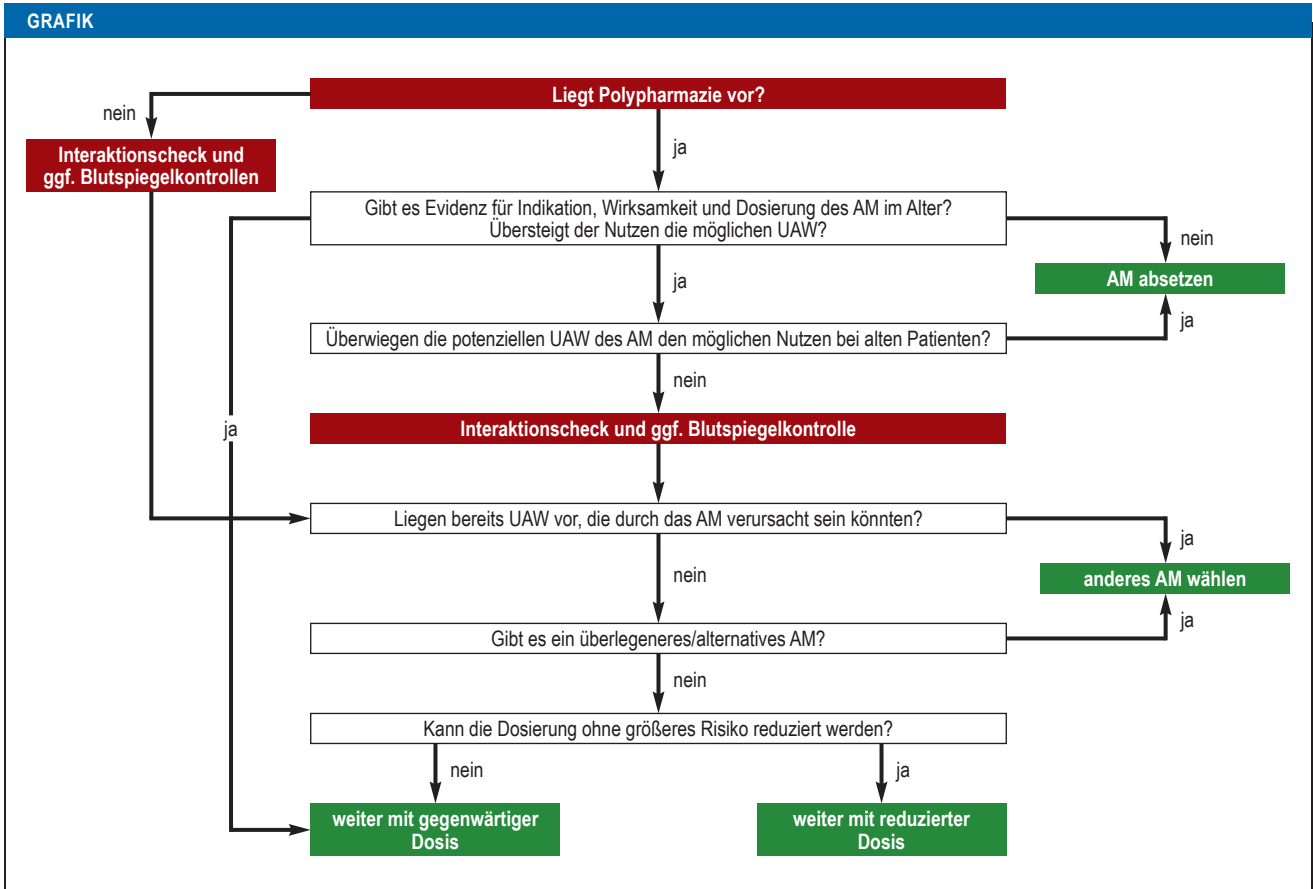 GRAFIK
Liegt Polypharmazie vor?
nein
Interaktionscheck und
ggf. Blutspiegelkontrollen
ja
Gibt es Evidenz für Indikation, Wirksamkeit und Dosierung des AM im Alter?
Übersteigt der Nutzen die möglichen UAW?
nein
AM absetzen
ja
ja
Überwiegen die potenziellen UAW des AM den möglichen Nutzen bei alten Patienten?
nein
ja
Interaktionscheck und ggf. Blutspiegelkontrolle
Liegen bereits UAW vor, die durch das AM verursacht sein könnten?
ja
anderes AM wählen
nein
ja
Gibt es ein überlegeneres/alternatives AM?
nein
Kann die Dosierung ohne größeres Risiko reduziert werden?
nein
ja
weiter mit gegenwärtiger
Dosis
weiter mit reduzierter
Dosis